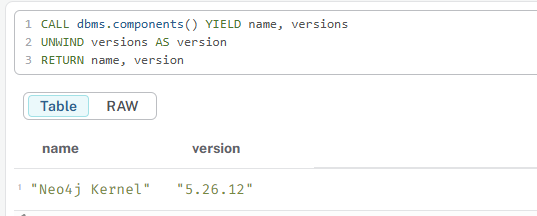 1 CALL dbms.components() YIELD name, versions
2 UNWIND versions AS version
3 RETURN name, version
Table RAW
name version
1 "Neo4j Kernel" "5.26.12"